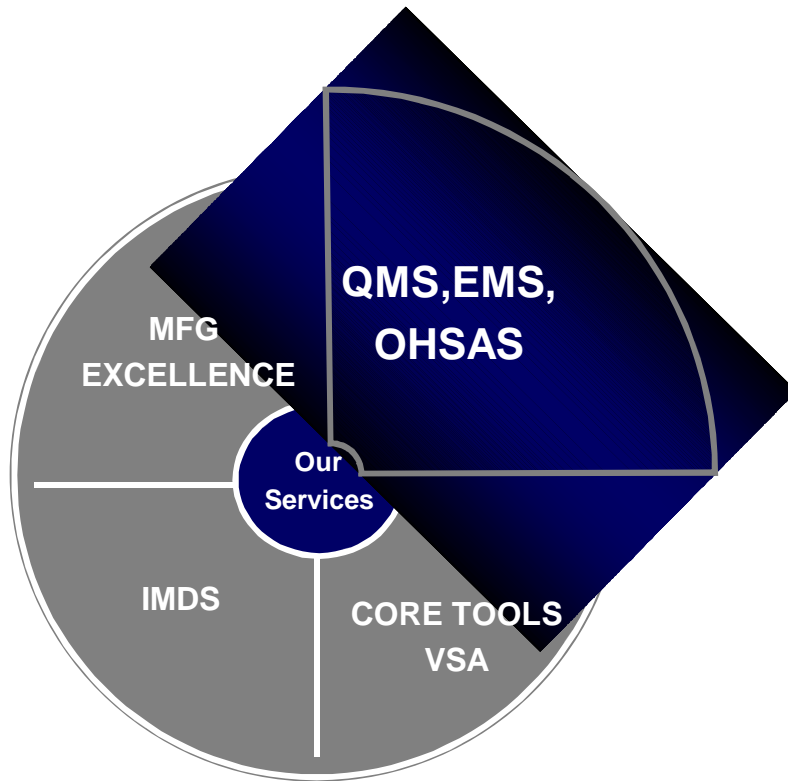 QMS,EMS,
OHSAS
MFG
EXCELLENCE
Our
Services
IMDS
CORE TOOLS
VSA